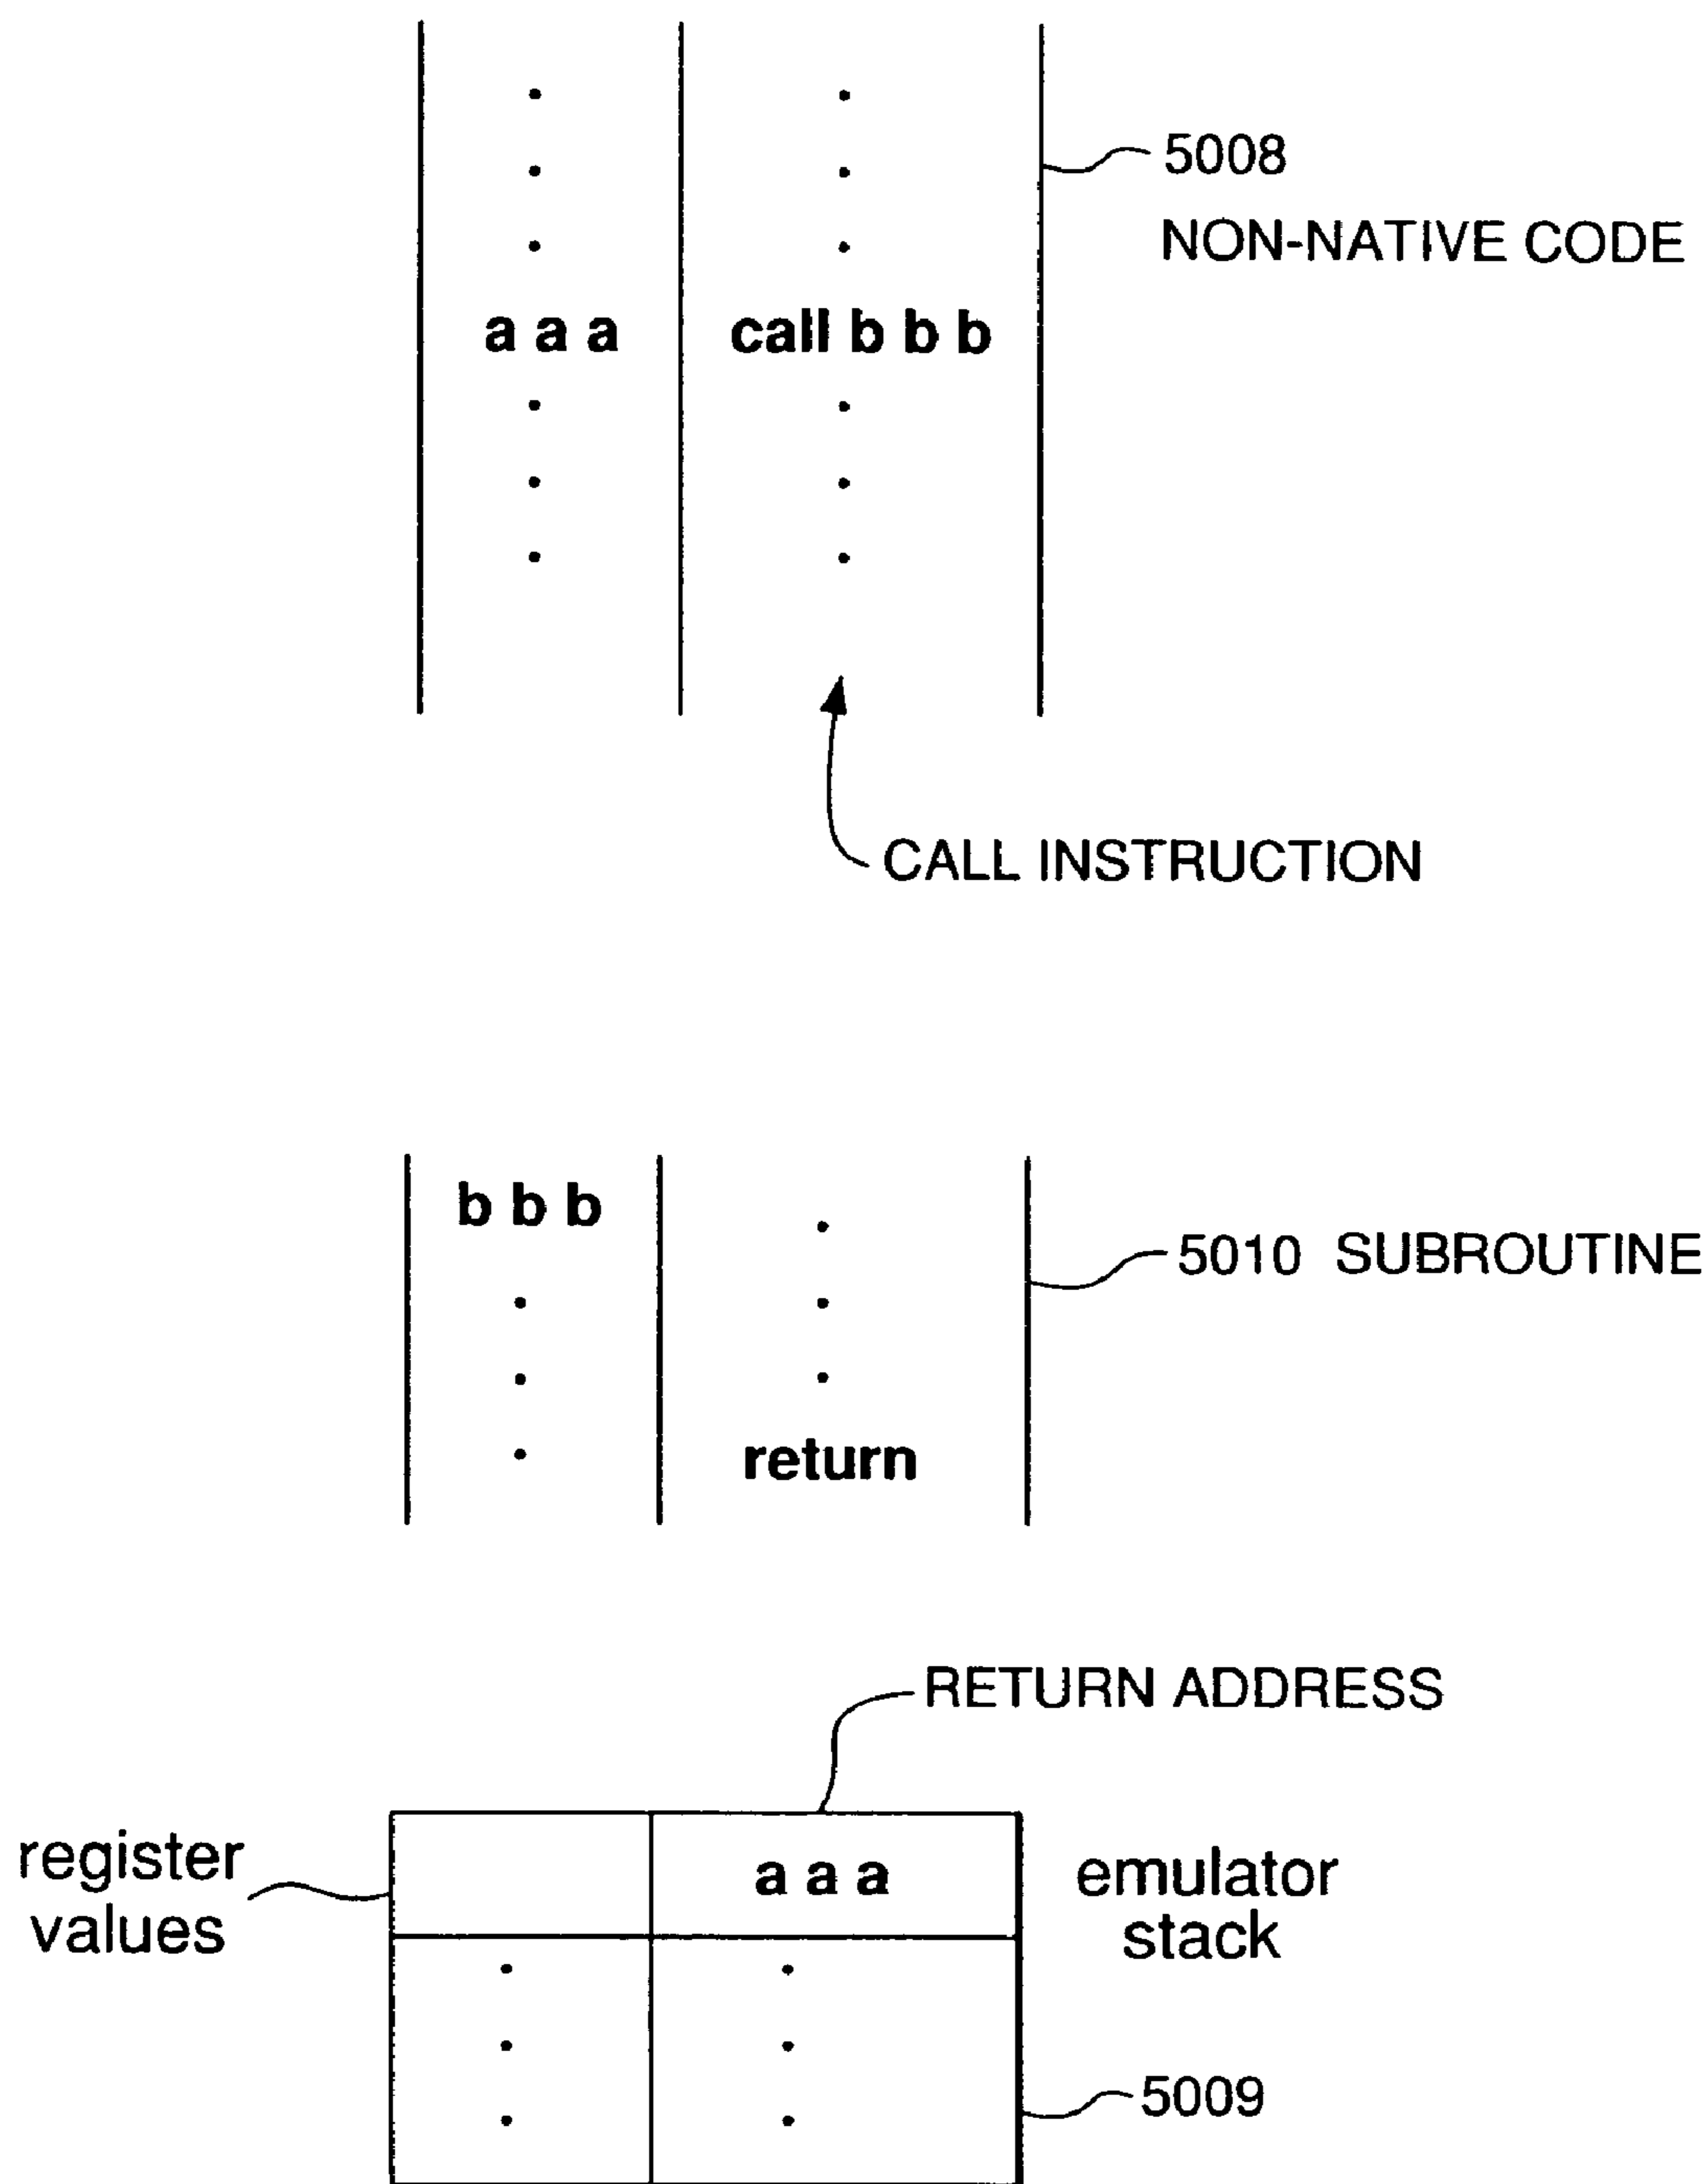 5008
NON-NATIVE CODE
a a a call b b b
CALL INSTRUCTION
b b b
5010 SUBROUTINE
return
RETURN ADDRESS
register
values
a a a
emulator
stack
5009